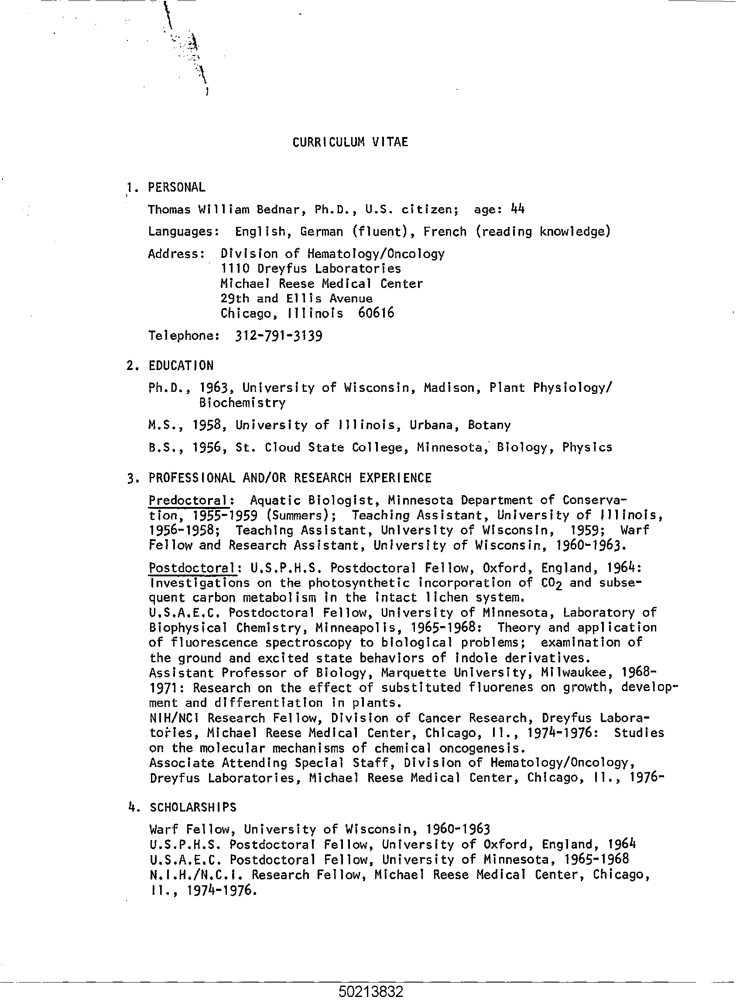 CURRICULUM VITAE
1. PERSONAL
Thomas William Bednar, Ph.D., U.S. citizen; age: 44
Languages: English, German (fluent), French (reading knowledge)
Address: Division of Hematology/Oncology
1110 Dreyfus Laboratories
Michael Reese Medical Center
29th and Ellis Avenue
Chicago, Illinois 60616
Telephone: 312-791-3139
2. EDUCATION
Ph.D., 1963, University of Wisconsin, Madison, Plant Physiology/
Biochemistry
M.S., 1958, University of Illinois, Urbana, Botany
B.S., 1956, St. Cloud State College, Minnesota, Biology, Physics
3. PROFESSIONAL AND/OR RESEARCH EXPERIENCE
Predoctoral: Aquatic Biologist, Minnesota Department of Conserva-
tion, 1955-1959 (Summers); Teaching Assistant, University of Illinois,
1956-1958; Teaching Assistant, University of Wisconsin, 1959; Warf
Fellow and Research Assistant, University of Wisconsin, 1960-1963.
Postdoctoral: U.S.P.H.S. Postdoctoral Fellow, Oxford, England, 1964:
Investigations on the photosynthetic incorporation of CO2 and subse-
quent carbon metabolism in the intact lichen system.
U.S.A.E.C. Postdoctoral Fellow, University of Minnesota, Laboratory of
Biophysical Chemistry, Minneapolis, 1965-1968: Theory and application
of fluorescence spectroscopy to biological problems; examination of
the ground and excited state behaviors of indole derivatives.
Assistant Professor of Biology, Marquette University, Milwaukee, 1968-
1971: Research on the effect of substituted fluorenes on growth, develop-
ment and differentiation in plants.
NIH/NCI Research Fellow, Division of Cancer Research, Dreyfus Labora-
tories, Michael Reese Medical Center, Chicago, Il., 1974-1976: Studies
on the molecular mechanisms of chemical oncogenesis.
Associate Attending Special Staff, Division of Hematology/Oncology,
Dreyfus Laboratories, Michael Reese Medical Center, Chicago, Il., 1976-
4. SCHOLARSHIPS
Warf Fellow, University of Wisconsin, 1960-1963
U.S.P.H.S. Postdoctoral Fellow, University of Oxford, England, 1964
U.S.A.E.C. Postdoctoral Fellow, University of Minnesota, 1965-1968
N.I.H./N.C.I. Research Fellow, Michael Reese Medical Center, Chicago,
Il., 1974-1976.
50213832